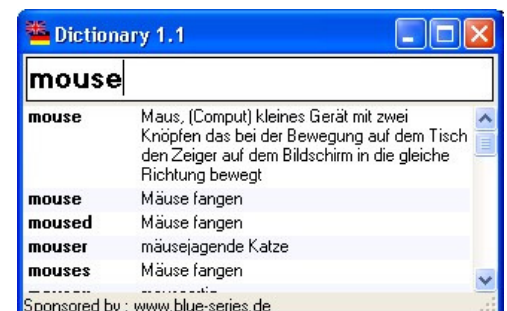 Dictionary 1.1
mouse
mouse Maus, (Comput) kleines Gerät mit zwei
Knöpfen das bei der Bewegung auf dem Tisch
den Zeiger auf dem Bildschirm in die gleiche
Richtung bewegt
mouse Mäuse fangen
moused Mäuse fangen
mouser mäusejagende Katze
mouses Mäuse fangen
Sponsored by : www.blue-series.de